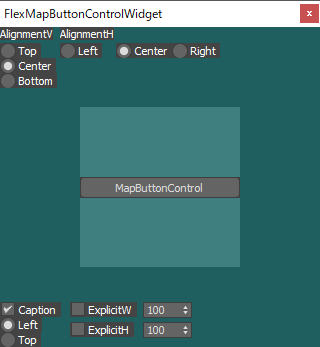 FlexMapButtonControlWidget x
AlignmentV AlignmentH
Top Left Center Right
Center
Bottom
MapButtonControl
Caption ExplicitW 100
Left ExplicitH 100
Top